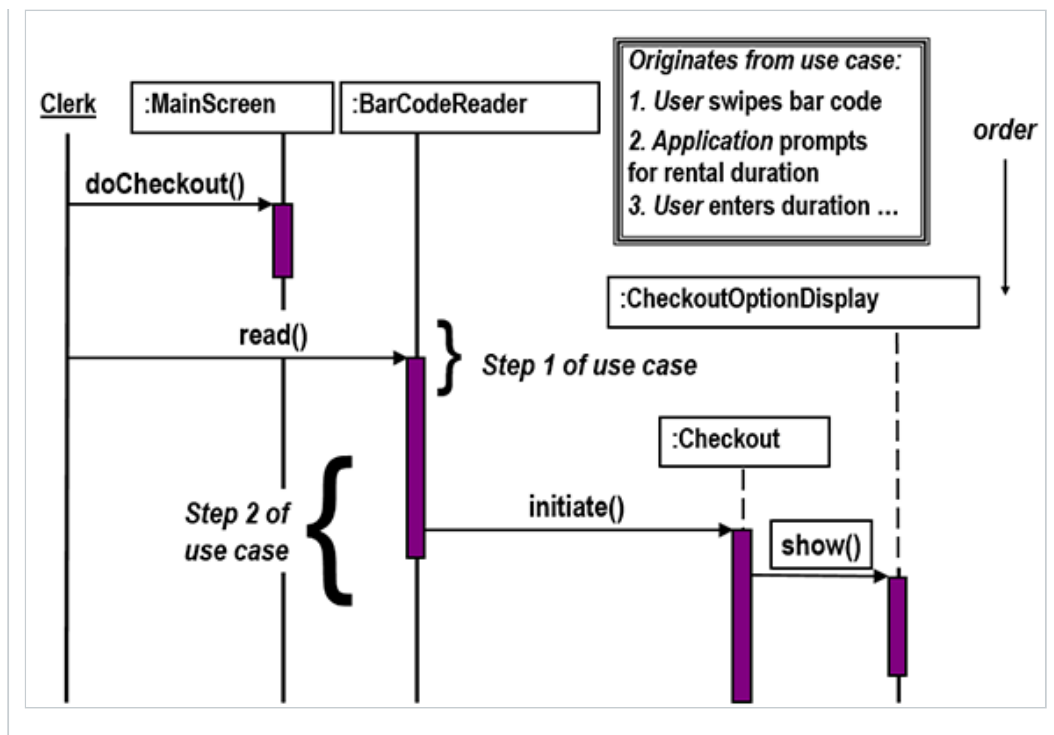 Originates from use case:
Clerk
:MainScreen
:BarCodeReader
1. User swipes bar code
order
2. Application prompts
for rental duration
doCheckout()
3. User enters duration ...
:CheckoutOptionDisplay
read()
Step 1 of use case
:Checkout
Step 2 of
use case
initiate()
show()